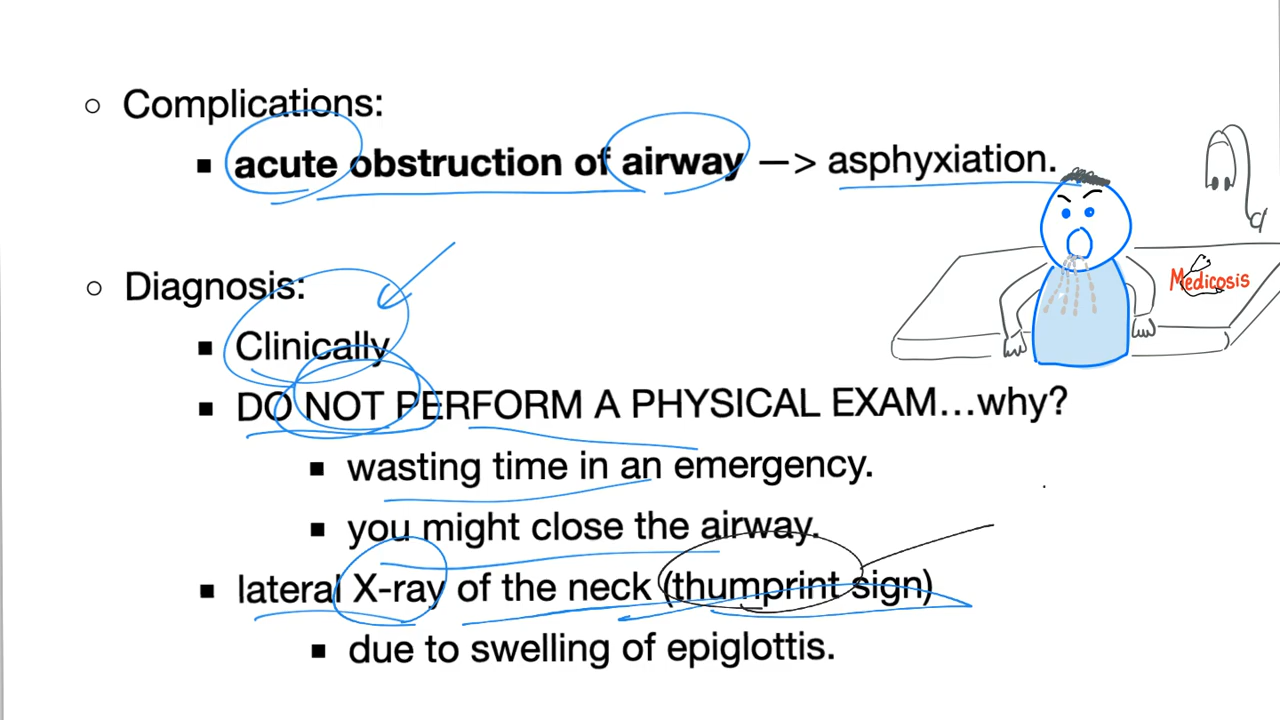 ○ Complications:
▪ acute obstruction of airway —> asphyxiation.
Medicosis
○ Diagnosis:
▪ Clinically
▪ DO NOT PERFORM A PHYSICAL EXAM...why?
▪ wasting time in an emergency.
▪ you might close the airway.
▪ lateral X-ray of the neck (thumprint sign)
▪ due to swelling of epiglottis.